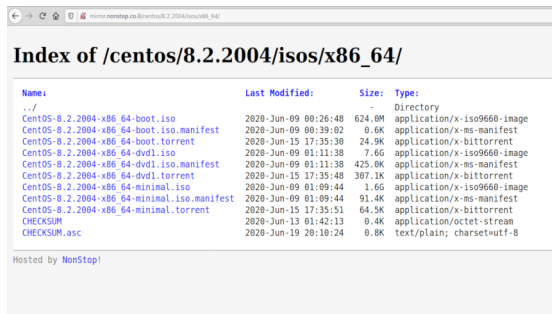 mirror.nonstop.co.il/centos/8.2.2004/isos/x86_64/
Index of /centos/8.2.2004/isos/x86_64/
Name↓ Last Modified: Size: Type:
../ - Directory
CentOS-8.2.2004-x86_64-boot.iso 2020-Jun-09 00:26:48 624.0M application/x-iso9660-image
CentOS-8.2.2004-x86_64-boot.iso.manifest 2020-Jun-09 00:39:02 0.6K application/x-ms-manifest
CentOS-8.2.2004-x86_64-boot.torrent 2020-Jun-15 17:35:30 24.9K application/x-bittorrent
CentOS-8.2.2004-x86_64-dvd1.iso 2020-Jun-09 01:11:38 7.6G application/x-iso9660-image
CentOS-8.2.2004-x86_64-dvd1.iso.manifest 2020-Jun-09 01:11:38 425.0K application/x-ms-manifest
CentOS-8.2.2004-x86_64-dvd1.torrent 2020-Jun-15 17:35:48 307.1K application/x-bittorrent
CentOS-8.2.2004-x86_64-minimal.iso 2020-Jun-09 01:09:44 1.6G application/x-iso9660-image
CentOS-8.2.2004-x86_64-minimal.iso.manifest 2020-Jun-09 01:09:44 91.4K application/x-ms-manifest
CentOS-8.2.2004-x86_64-minimal.torrent 2020-Jun-15 17:35:51 64.5K application/x-bittorrent
CHECKSUM 2020-Jun-13 01:42:13 0.4K application/octet-stream
CHECKSUM.asc 2020-Jun-19 20:10:24 0.8K text/plain; charset=utf-8
Hosted by NonStop!